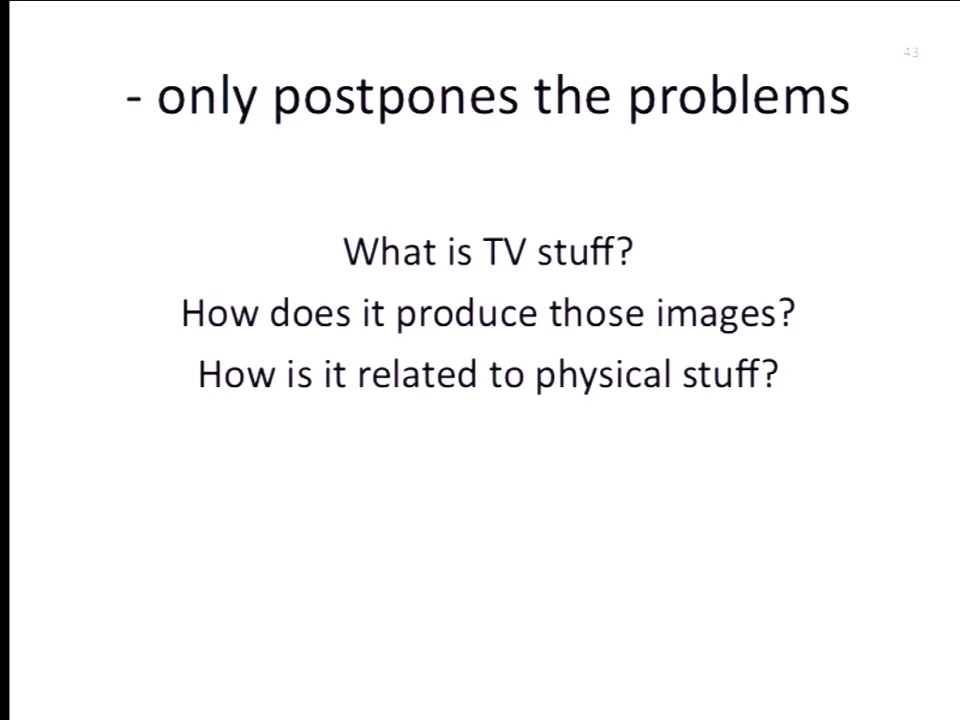 43
- only postpones the problems
What is TV stuff?
How does it produce those images?
How is it related to physical stuff?